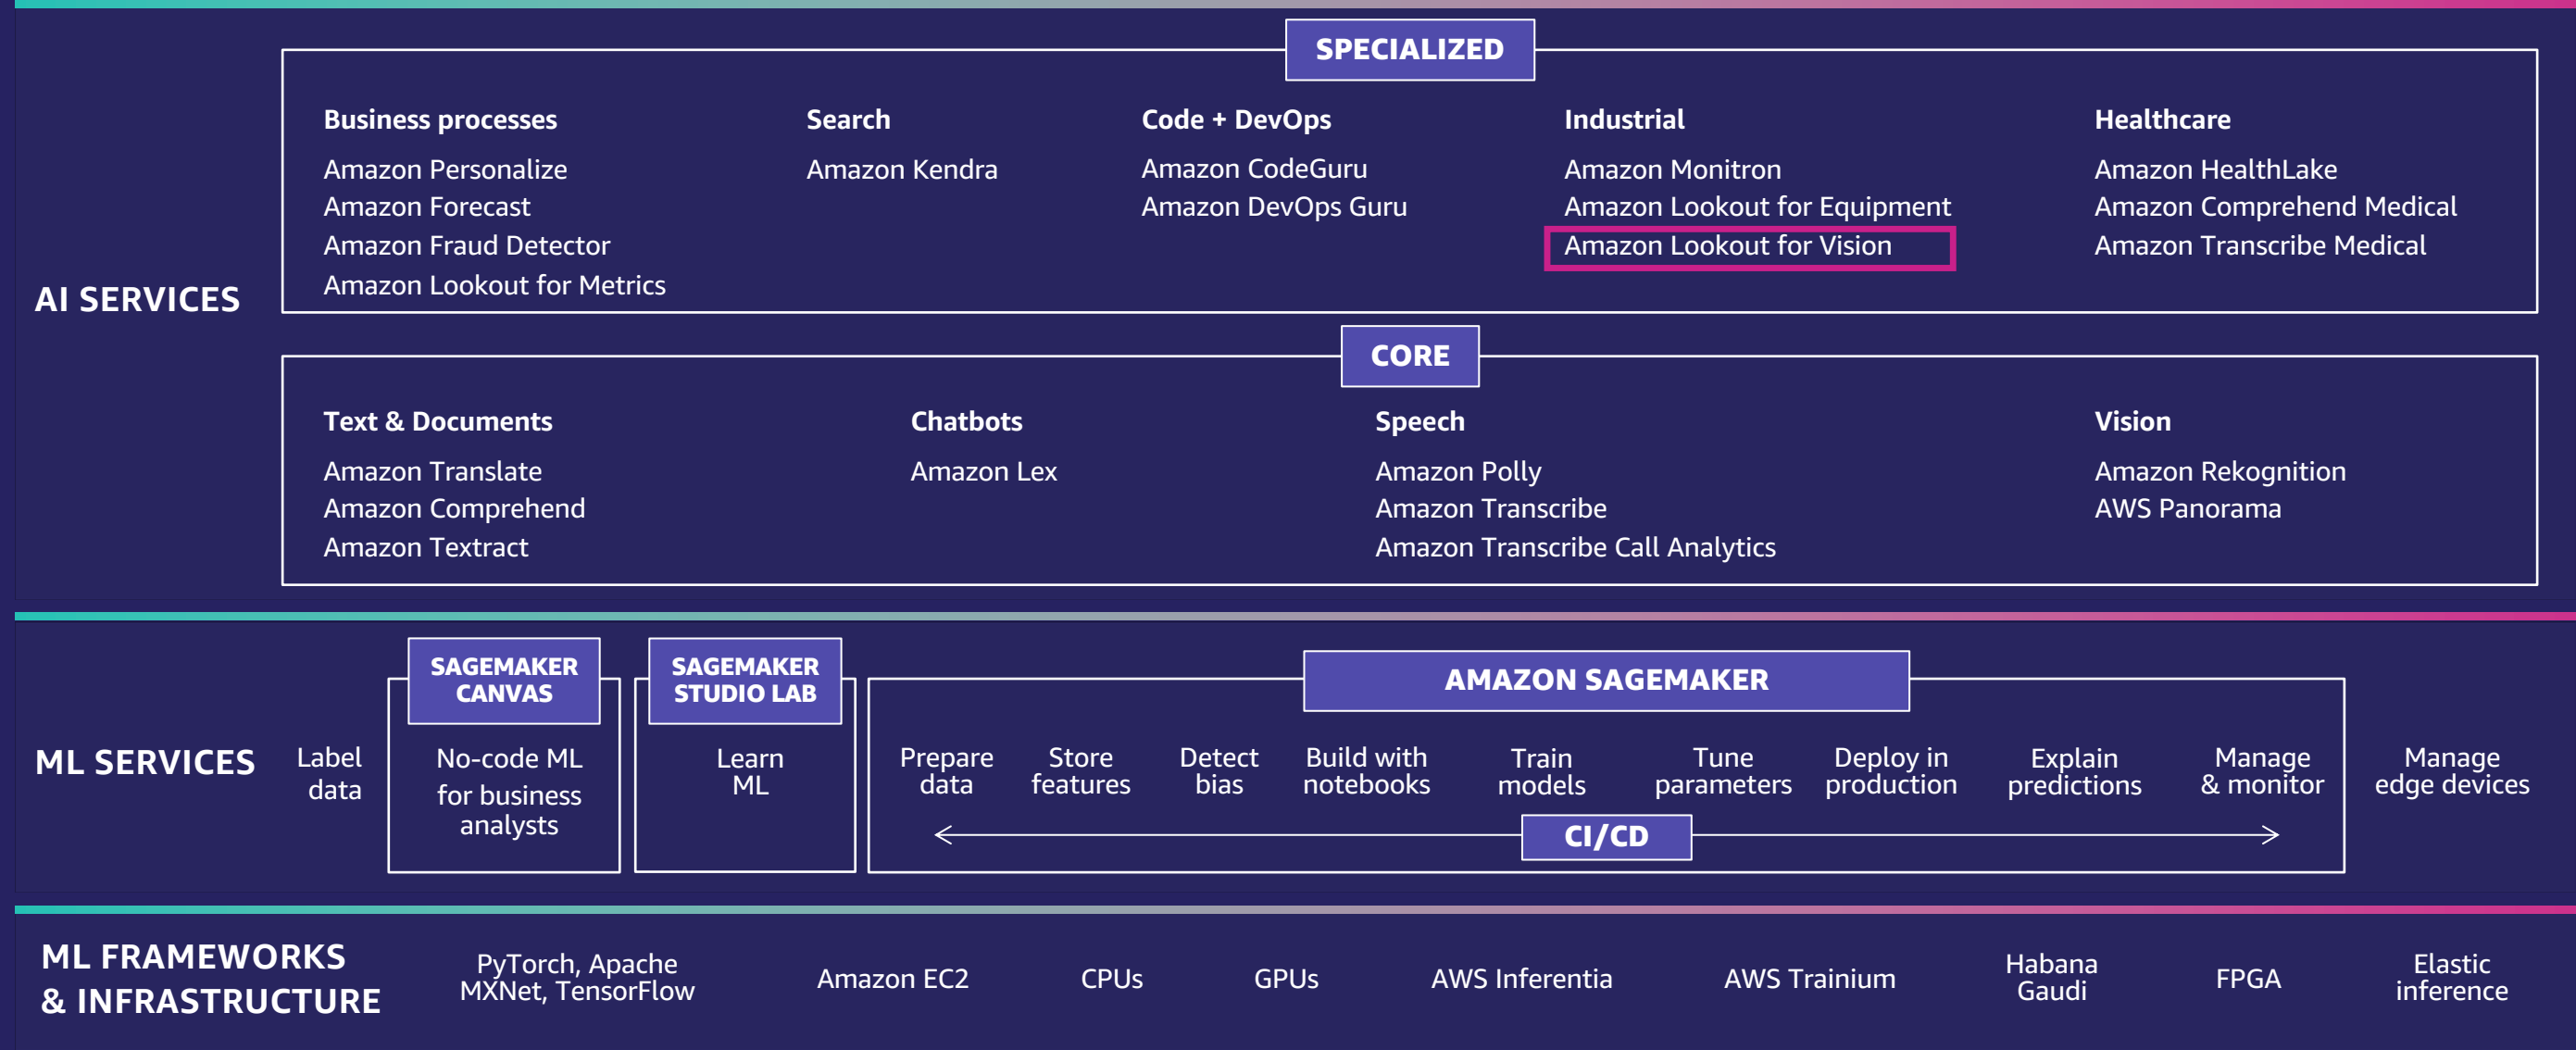 SPECIALIZED
Business processes
Amazon Personalize
Amazon Forecast
Amazon Fraud Detector
Amazon Lookout for Metrics
Search
Amazon Kendra
Code + DevOps
Amazon CodeGuru
Amazon DevOps Guru
Industrial
Amazon Monitron
Amazon Lookout for Equipment
Amazon Lookout for Vision
Healthcare
Amazon HealthLake
Amazon Comprehend Medical
Amazon Transcribe Medical
AI SERVICES
CORE
Text & Documents
Amazon Translate
Amazon Comprehend
Amazon Textract
Chatbots
Amazon Lex
Speech
Amazon Polly
Amazon Transcribe
Amazon Transcribe Call Analytics
Vision
Amazon Rekognition
AWS Panorama
ML SERVICES
Label
data
SAGEMAKER
CANVAS
No-code ML
for business
analysts
SAGEMAKER
STUDIO LAB
Learn
ML
AMAZON SAGEMAKER
Prepare
data
Store
features
Detect
bias
Build with
notebooks
Train
models
Tune
parameters
Deploy in
production
Explain
predictions
Manage
& monitor
CI/CD
Manage
edge devices
ML FRAMEWORKS
& INFRASTRUCTURE
PyTorch, Apache
MXNet, TensorFlow
Amazon EC2
CPUs
GPUs
AWS Inferentia
AWS Trainium
Habana
Gaudi
FPGA
Elastic
inference